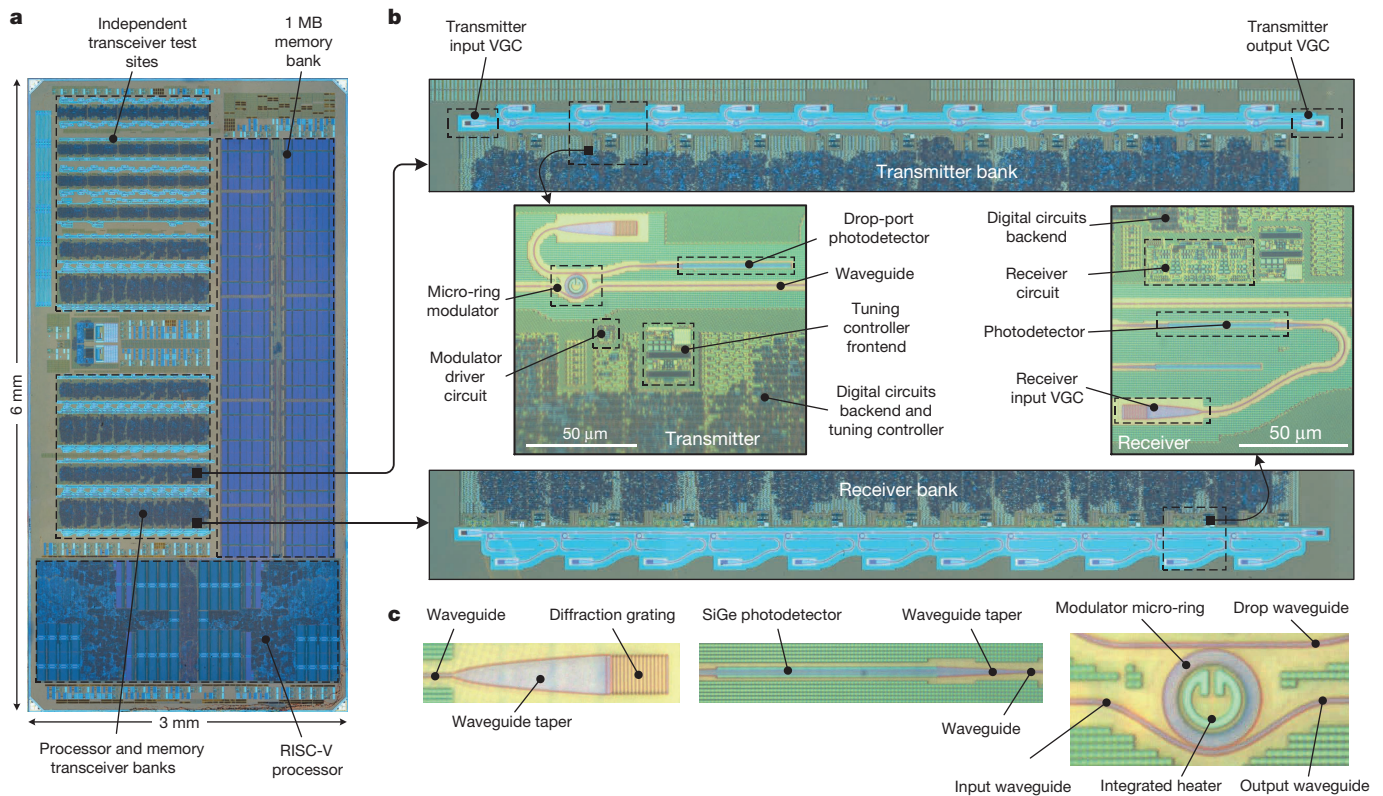 a
Independent
transceiver test
sites
1 MB
memory
bank
6 mm
3 mm
Processor and memory
transceiver banks
RISC-V
processor
b
Transmitter
input VGC
Transmitter
output VGC
Transmitter bank
Drop-port
photodetector
Waveguide
Micro-ring
modulator
Tuning
controller
frontend
Modulator
driver
circuit
Digital circuits
backend and
tuning controller
50 μm
Transmitter
Digital circuits
backend
Receiver
circuit
Photodetector
Receiver
input VGC
Receiver
50 μm
Receiver bank
c
Waveguide
Diffraction grating
Waveguide taper
SiGe photodetector
Waveguide taper
Waveguide
Modulator micro-ring
Drop waveguide
Input waveguide
Integrated heater
Output waveguide